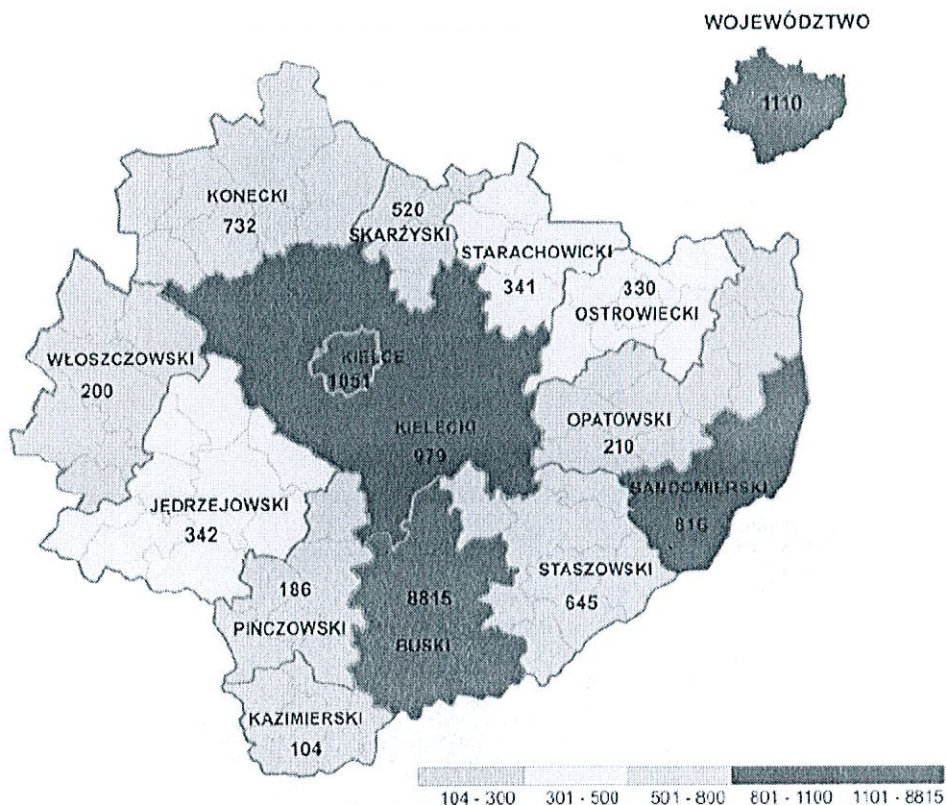 WOJEWÓDZTWO
1110
KONECKI
732
520
SKARŻYSKI
STARACHOWICKI
341
330
OSTROWIECKI
WŁOSZCZOWSKI
200
KIELCE
1051
KIELECKI
979
OPATOWSKI
210
SANDOMIERSKI
816
JĘDRZEJOWSKI
342
STASZOWSKI
645
186
PIŃCZOWSKI
8815
BUSKI
KAZIMIERSKI
104
104 - 300 301 - 500 501 - 800 801 - 1100 1101 - 8815